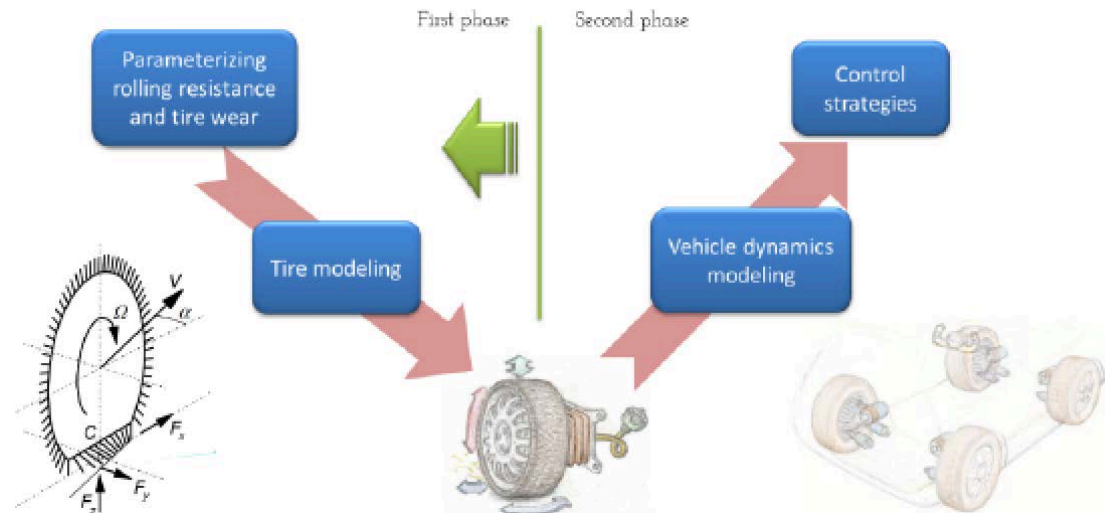 First phase
Second phase
Parameterizing
rolling resistance
and tire wear
Control
strategies
Tire modeling
Vehicle dynamics
modeling
V
Ω
α
C
Fx
Fy
Fz